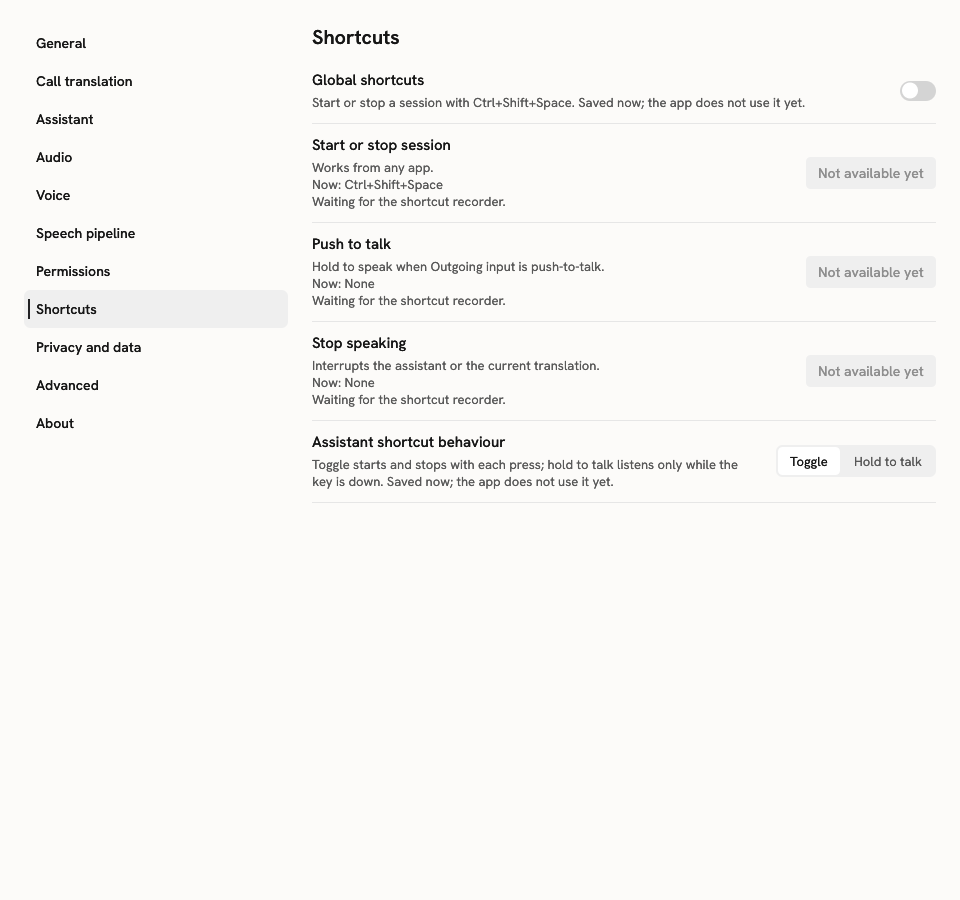 General
Call translation
Assistant
Audio
Voice
Speech pipeline
Permissions
Shortcuts
Privacy and data
Advanced
About
Shortcuts
Global shortcuts
Start or stop a session with Ctrl+Shift+Space. Saved now; the app does not use it yet.
Start or stop session
Works from any app.
Now: Ctrl+Shift+Space
Waiting for the shortcut recorder.
Not available yet
Push to talk
Hold to speak when Outgoing input is push-to-talk.
Now: None
Waiting for the shortcut recorder.
Not available yet
Stop speaking
Interrupts the assistant or the current translation.
Now: None
Waiting for the shortcut recorder.
Not available yet
Assistant shortcut behaviour
Toggle starts and stops with each press; hold to talk listens only while the
key is down. Saved now; the app does not use it yet.
Toggle
Hold to talk